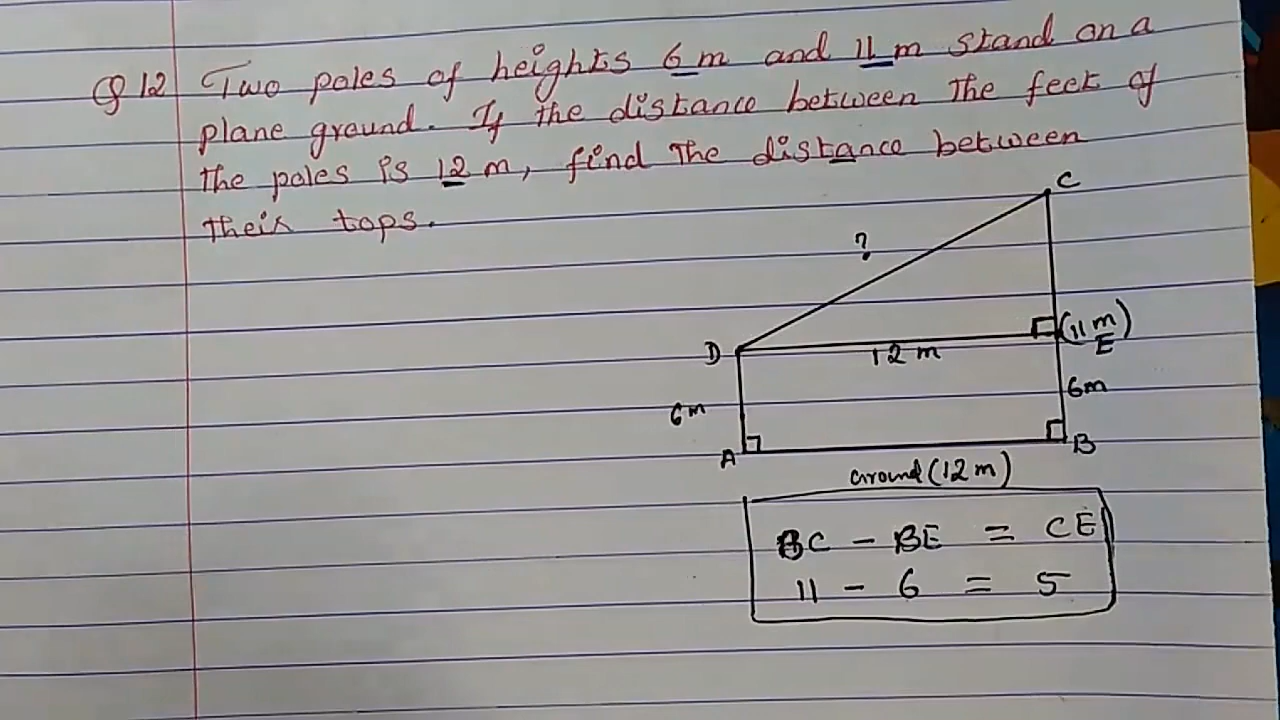 Q 12 Two poles of heights 6 m and 11 m stand on a
plane ground. If the distance between the feet of
the poles is 12 m, find the distance between
their tops.
C
?
D
12 m
(11 m)
E
6m
6m
A
B
Ground (12 m)
BC - BE = CE
11 - 6 = 5